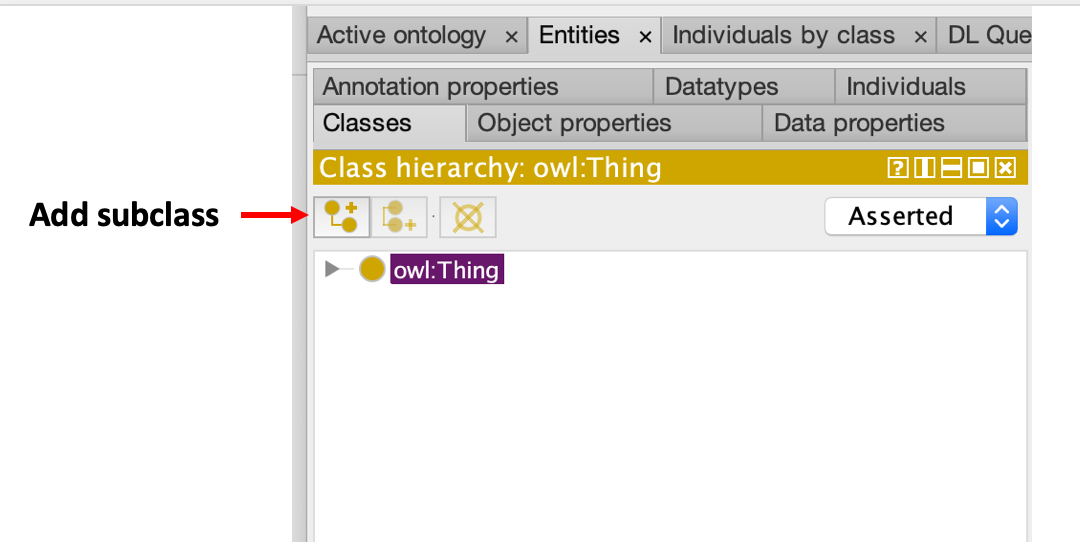 Active ontology × Entities × Individuals by class × DL Que
Annotation properties Datatypes Individuals
Classes Object properties Data properties
Class hierarchy: owl:Thing
Add subclass
Asserted
owl:Thing